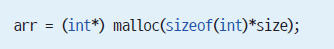 arr = (int*) malloc(sizeof(int)*size);